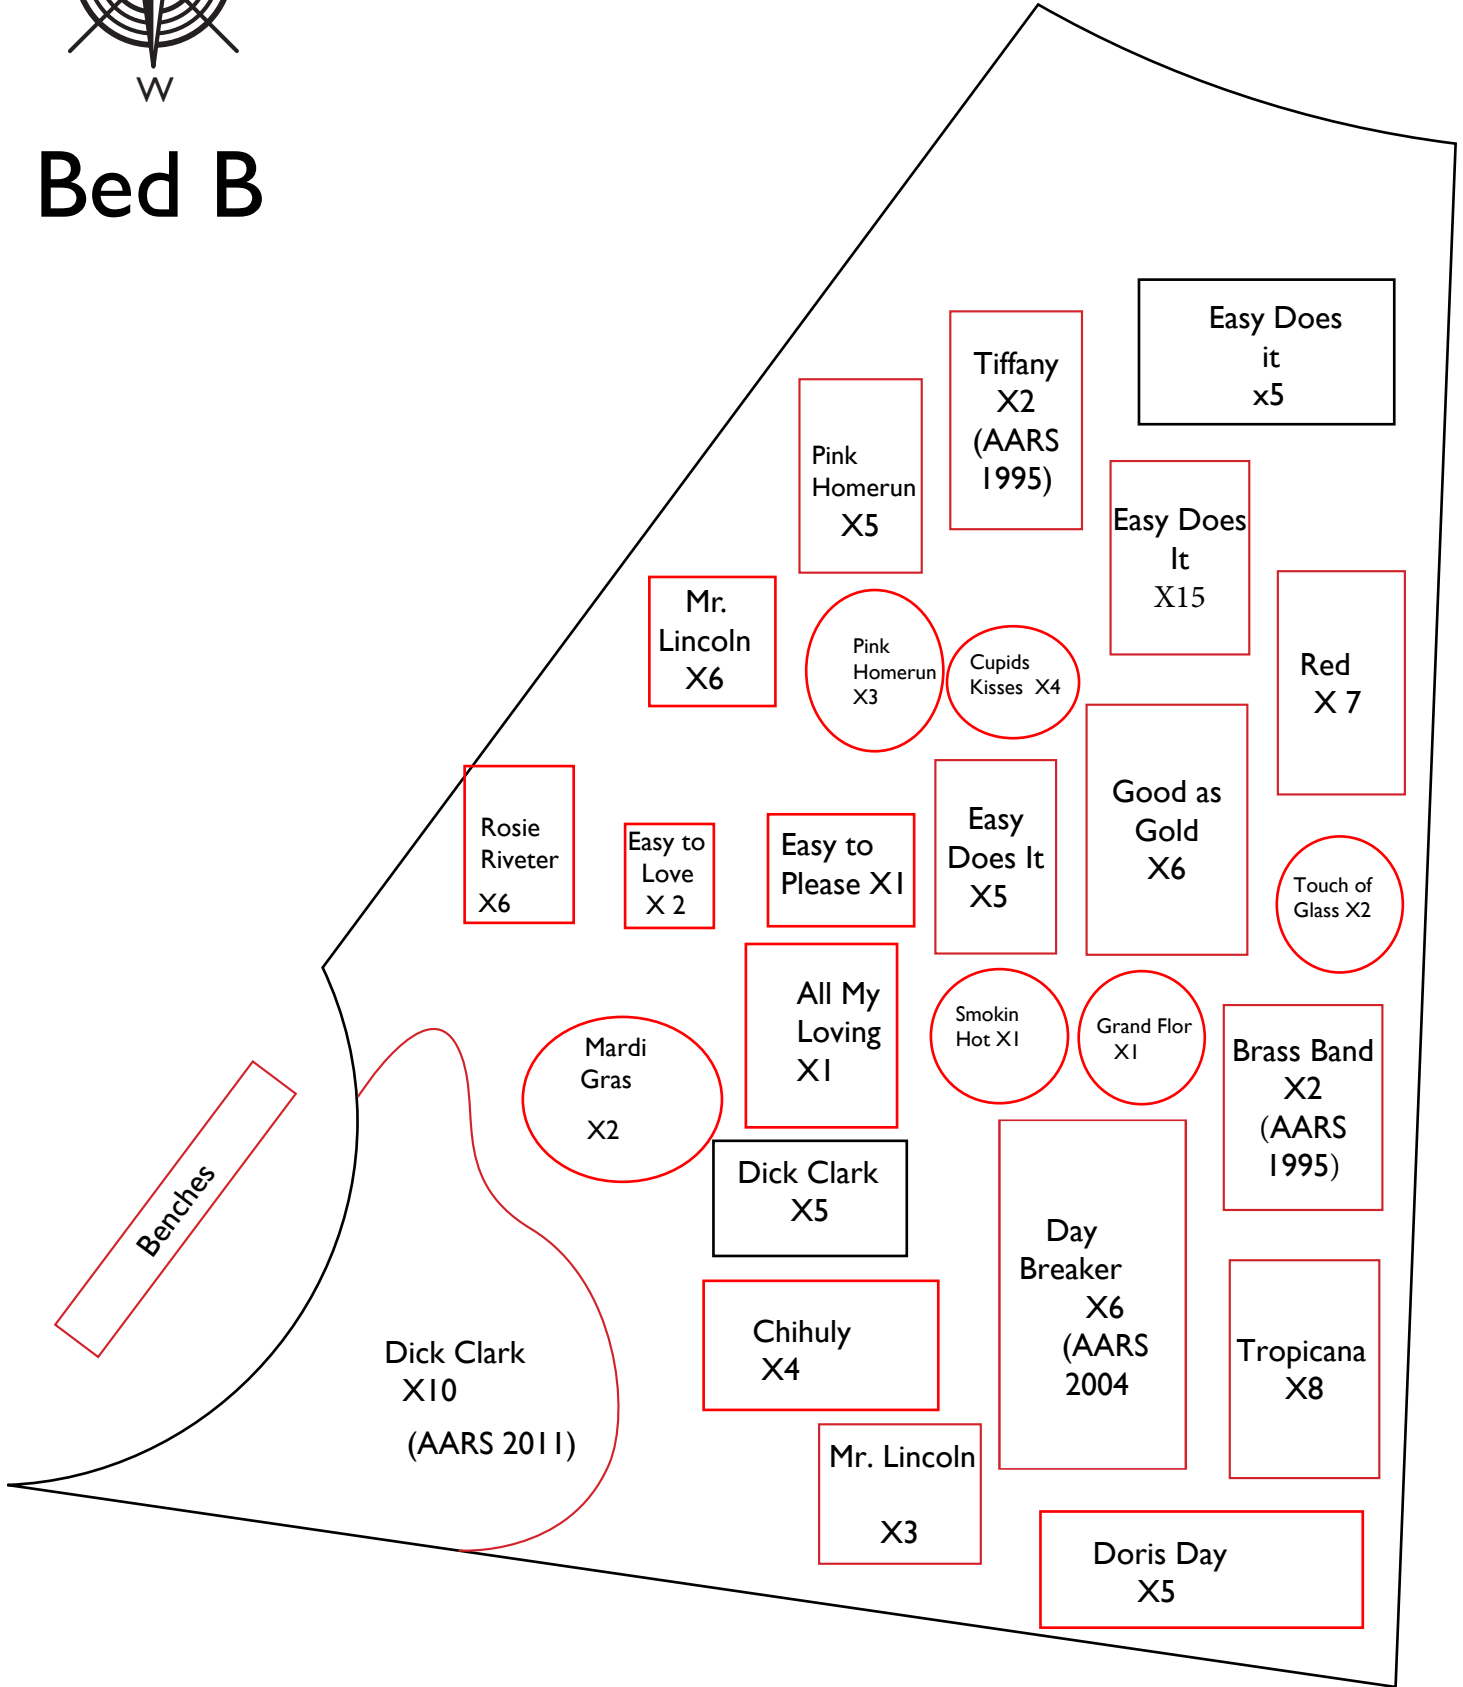 W
Bed B
Easy Does
it
x5
Tiffany
X2
(AARS
1995)
Pink
Homerun
X5
Easy Does
It
X15
Mr.
Lincoln
X6
Pink
Homerun
X3
Cupids
Kisses X4
Red
X 7
Rosie
Riveter
X6
Easy to
Love
X 2
Easy to
Please X1
Easy
Does It
X5
Good as
Gold
X6
Touch of
Glass X2
All My
Loving
X1
Smokin
Hot X1
Grand Flor
X1
Brass Band
X2
(AARS
1995)
Mardi
Gras
X2
Benches
Dick Clark
X5
Day
Breaker
X6
(AARS
2004
Chihuly
X4
Tropicana
X8
Dick Clark
X10
(AARS 2011)
Mr. Lincoln
X3
Doris Day
X5